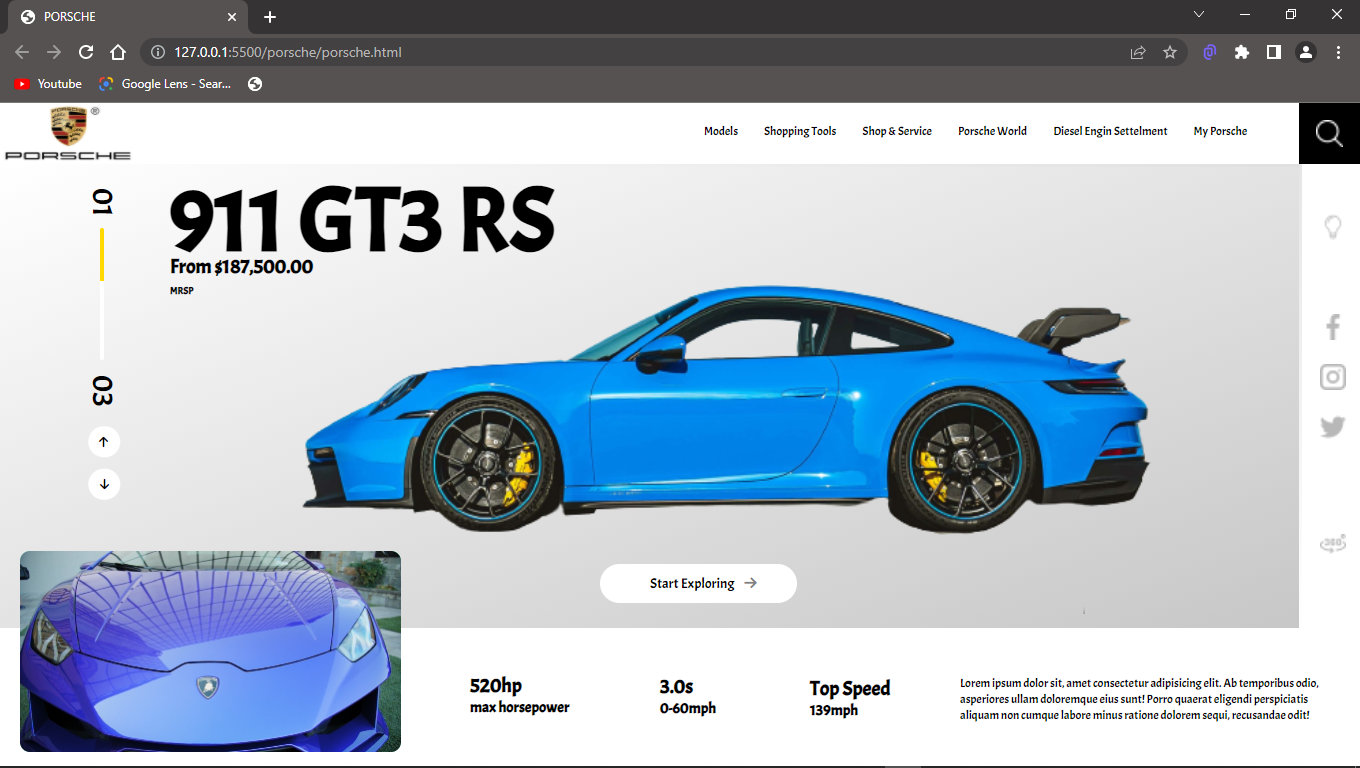 PORSCHE
127.0.0.1:5500/porsche/porsche.html
Youtube
Google Lens - Sear...
PORSCHE ®
PORSCHE
Models
Shopping Tools
Shop & Service
Porsche World
Diesel Engin Settelment
My Porsche
01
03
911 GT3 RS
From $187,500.00
MRSP
360°
Start Exploring
520hp
max horsepower
3.0s
0-60mph
Top Speed
139mph
Lorem ipsum dolor sit, amet consectetur adipisicing elit. Ab temporibus odio,
asperiores ullam doloremque eius sunt! Porro quaerat eligendi perspiciatis
aliquam non cumque labore minus ratione dolorem sequi, recusandae odit!